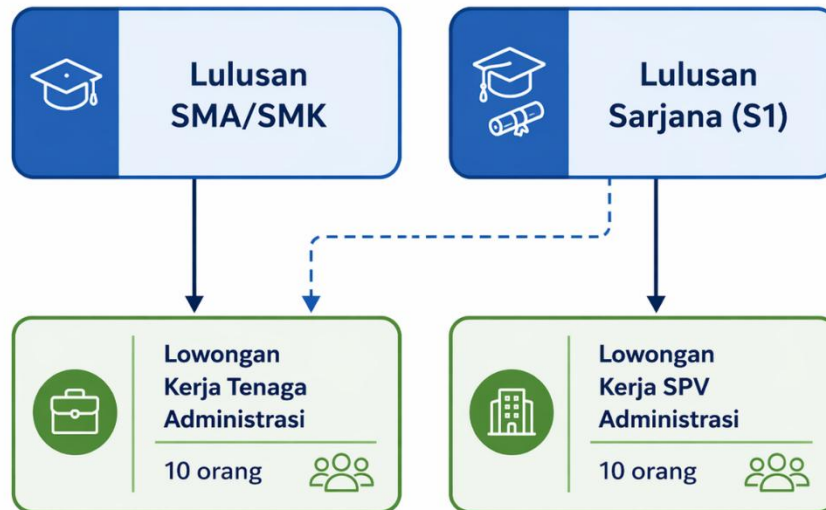 Lulusan
SMA/SMK
Lulusan
Sarjana (S1)
Lowongan
Kerja Tenaga
Administrasi
10 orang
Lowongan
Kerja SPV
Administrasi
10 orang